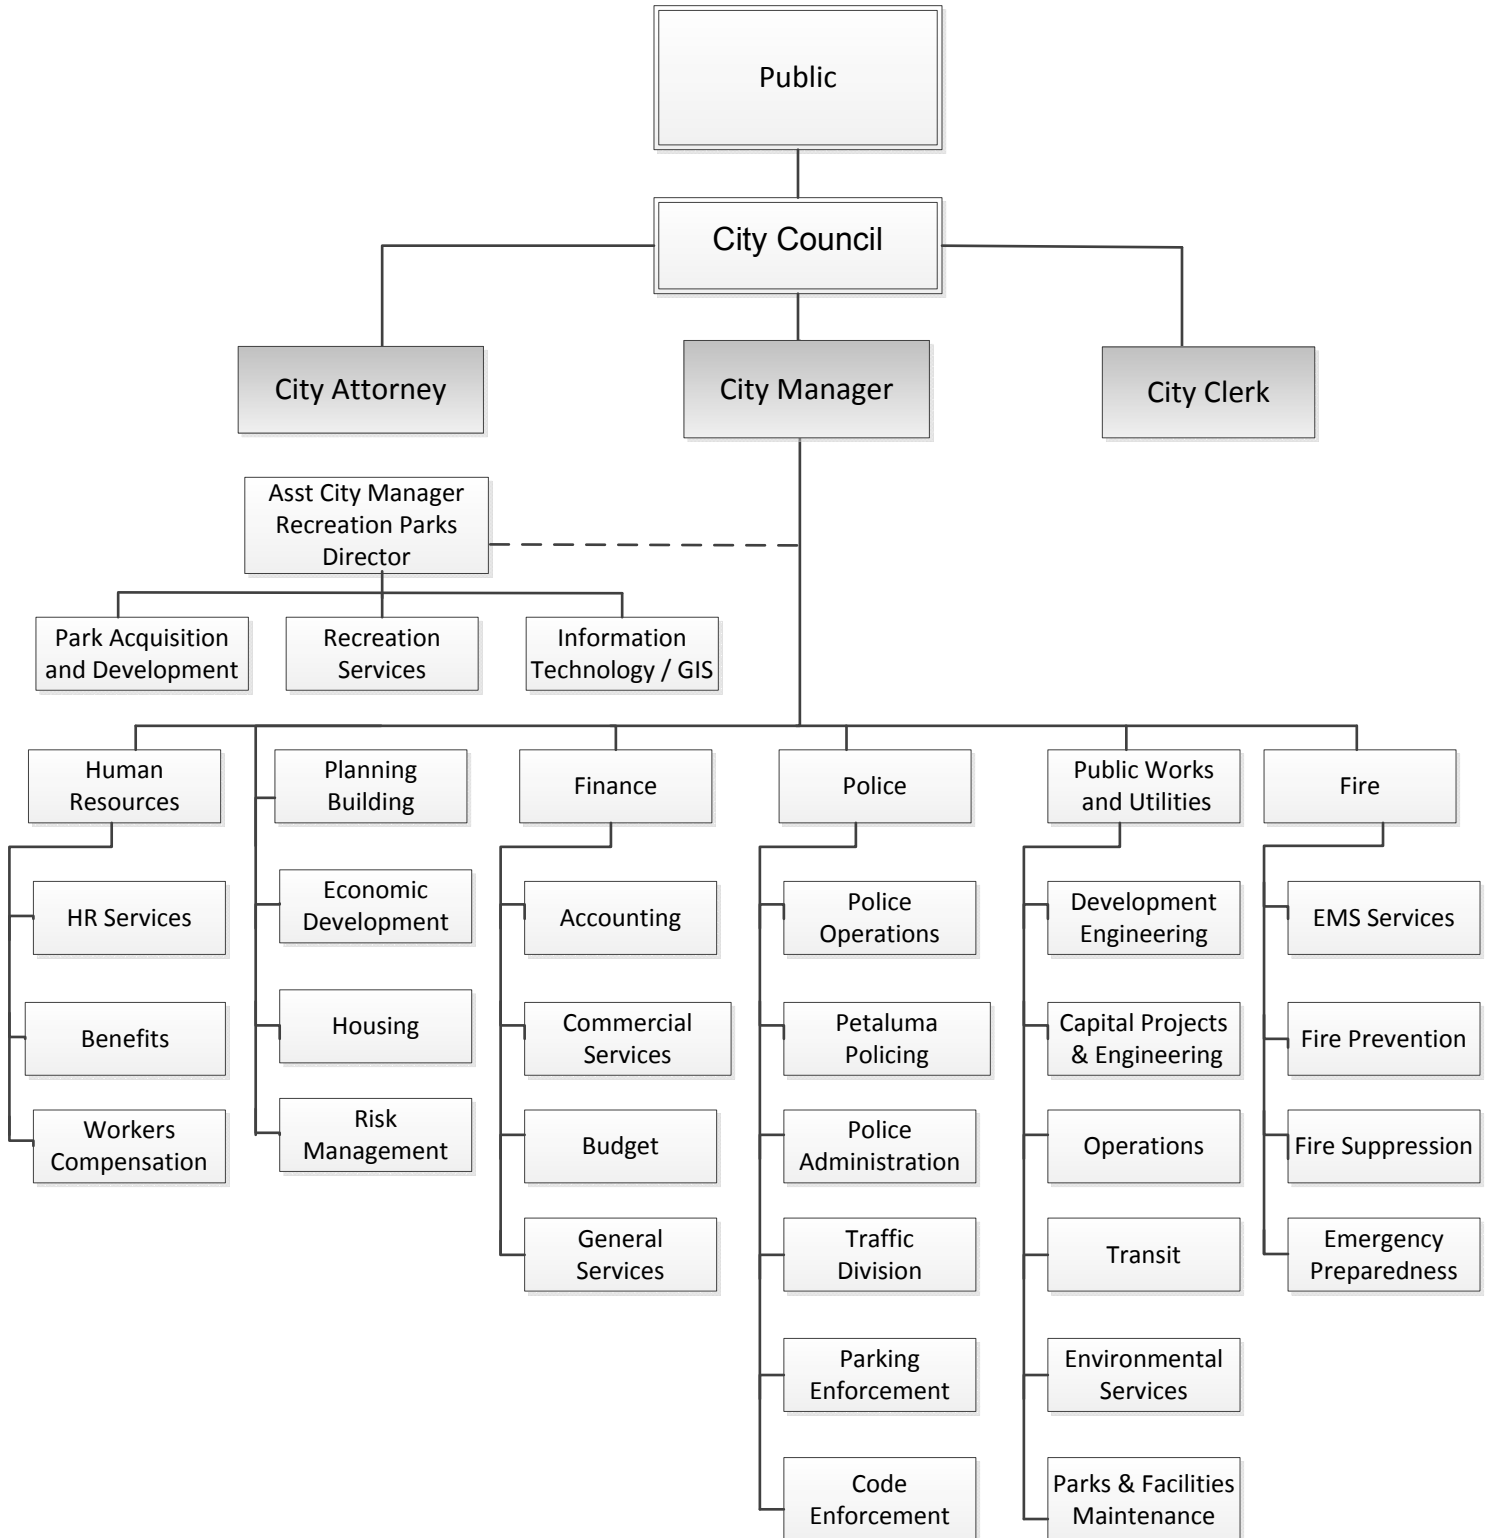 Public
City Council
City Attorney
City Manager
City Clerk
Asst City Manager
Recreation Parks
Director
Park Acquisition
and Development
Recreation
Services
Information
Technology / GIS
Human
Resources
HR Services
Benefits
Workers
Compensation
Planning
Building
Economic
Development
Housing
Risk
Management
Finance
Accounting
Commercial
Services
Budget
General
Services
Police
Police
Operations
Petaluma
Policing
Police
Administration
Traffic
Division
Parking
Enforcement
Code
Enforcement
Public Works
and Utilities
Development
Engineering
Capital Projects
& Engineering
Operations
Transit
Environmental
Services
Parks & Facilities
Maintenance
Fire
EMS Services
Fire Prevention
Fire Suppression
Emergency
Preparedness